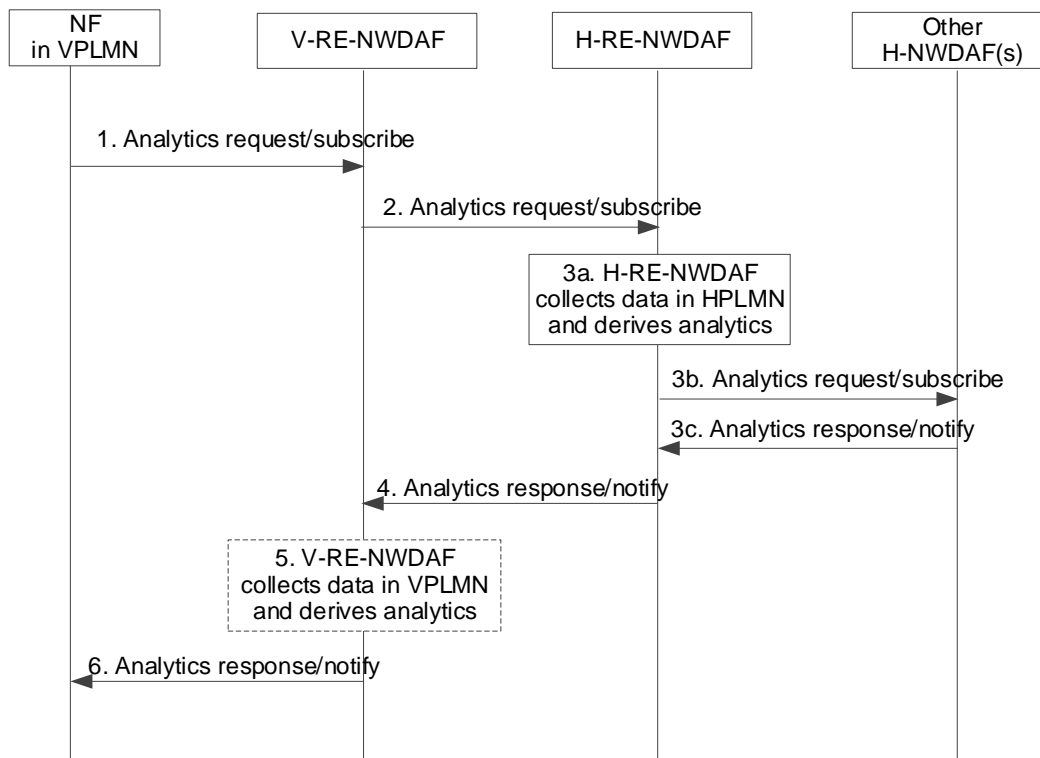 NF
in VPLMN
V-RE-NWDAF
H-RE-NWDAF
Other
H-NWDAF(s)
1. Analytics request/subscribe
2. Analytics request/subscribe
3a. H-RE-NWDAF
collects data in HPLMN
and derives analytics
3b. Analytics request/subscribe
3c. Analytics response/notify
4. Analytics response/notify
5. V-RE-NWDAF
collects data in VPLMN
and derives analytics
6. Analytics response/notify